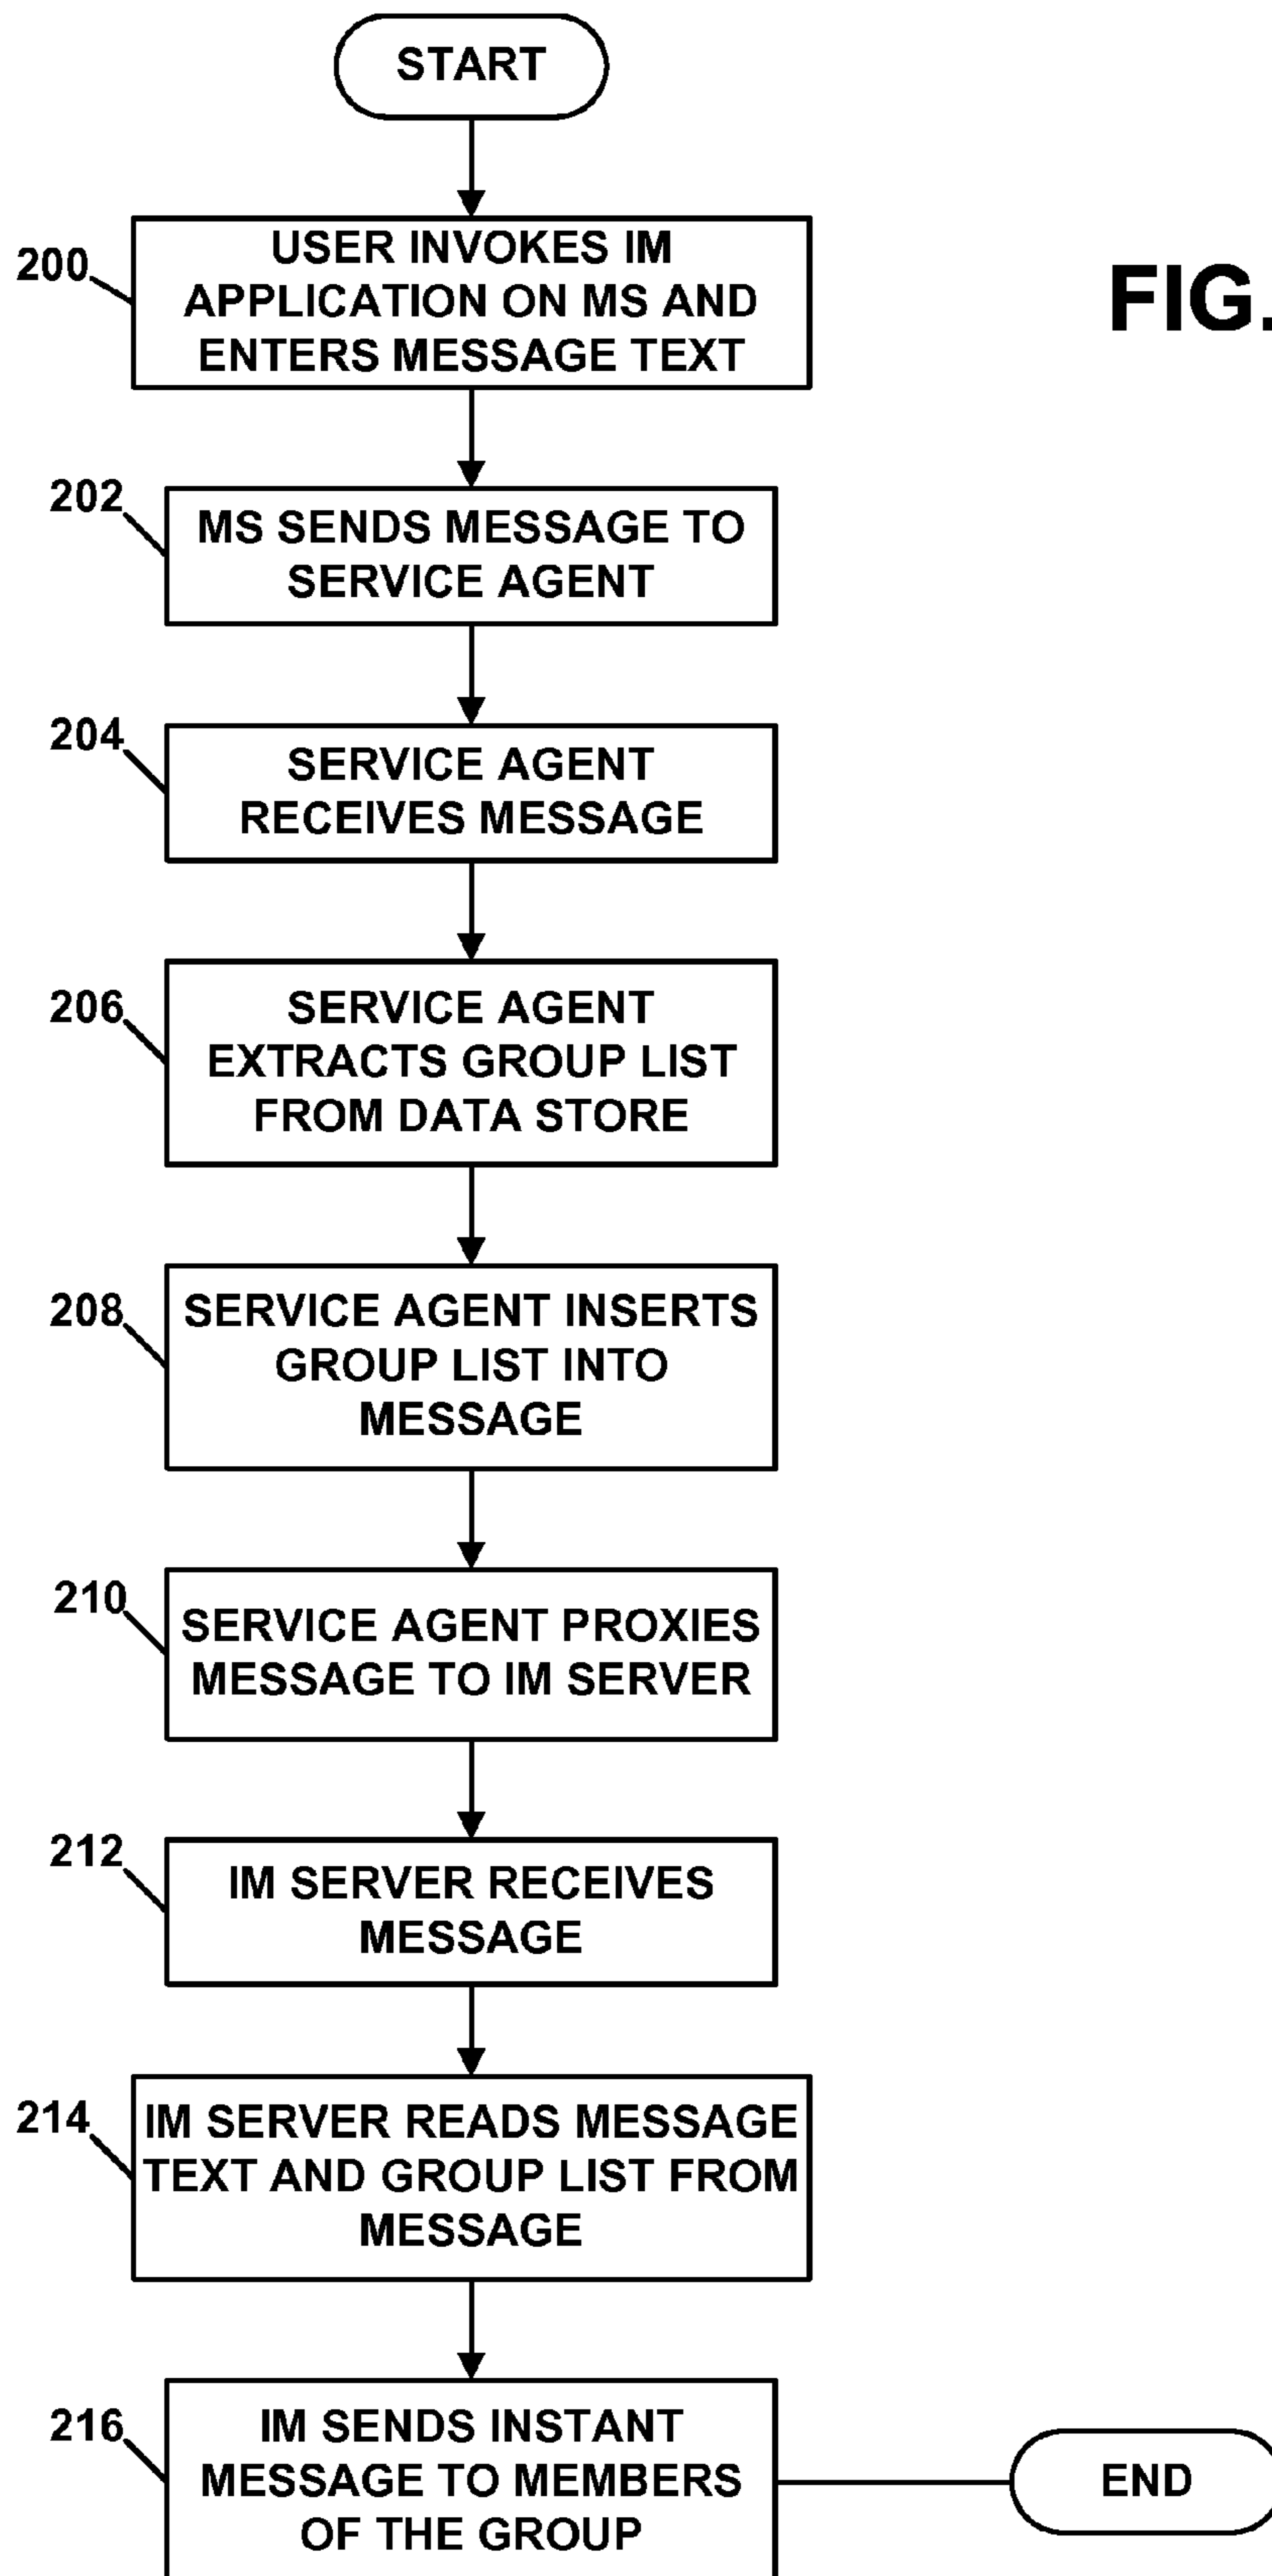 START
200
USER INVOKES IM
APPLICATION ON MS AND
ENTERS MESSAGE TEXT
FIG.
202
MS SENDS MESSAGE TO
SERVICE AGENT
204
SERVICE AGENT
RECEIVES MESSAGE
206
SERVICE AGENT
EXTRACTS GROUP LIST
FROM DATA STORE
208
SERVICE AGENT INSERTS
GROUP LIST INTO
MESSAGE
210
SERVICE AGENT PROXIES
MESSAGE TO IM SERVER
212
IM SERVER RECEIVES
MESSAGE
214
IM SERVER READS MESSAGE
TEXT AND GROUP LIST FROM
MESSAGE
216
IM SENDS INSTANT
MESSAGE TO MEMBERS
OF THE GROUP
END